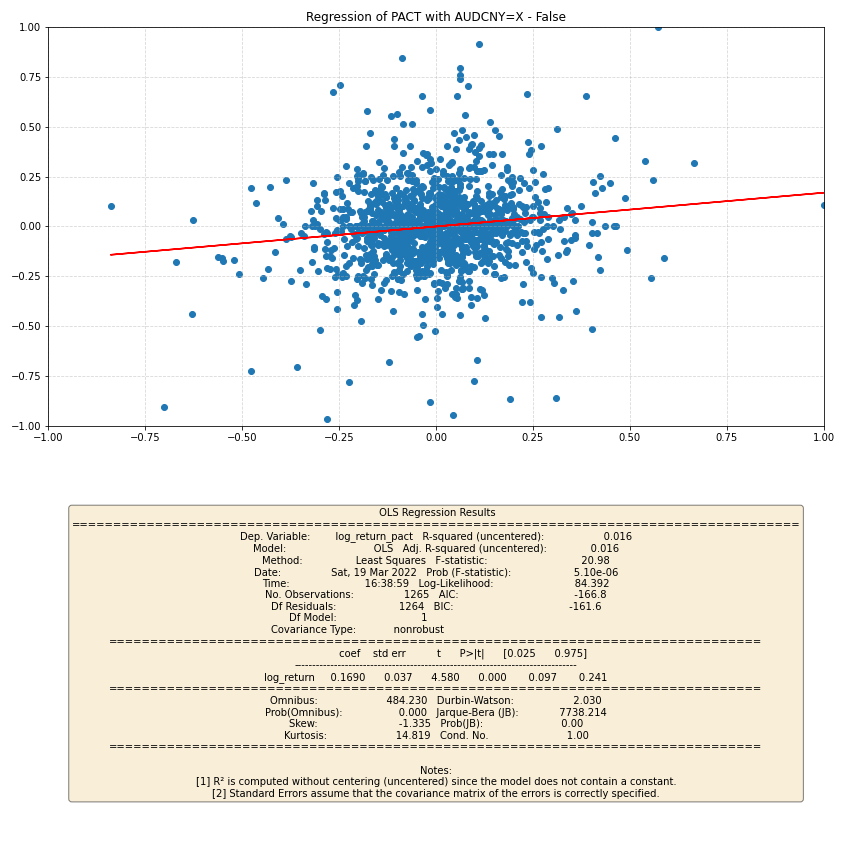 Regression of PACT with AUDCNY=X - False
1.00
0.75
0.50
0.25
0.00
−0.25
−0.50
−0.75
−1.00
−1.00 −0.75 −0.50 −0.25 0.00 0.25 0.50 0.75 1.00
OLS Regression Results
==============================================================================
Dep. Variable: log_return_pact R-squared (uncentered): 0.016
Model: OLS Adj. R-squared (uncentered): 0.016
Method: Least Squares F-statistic: 20.98
Date: Sat, 19 Mar 2022 Prob (F-statistic): 5.10e-06
Time: 16:38:59 Log-Likelihood: 84.392
No. Observations: 1265 AIC: -166.8
Df Residuals: 1264 BIC: -161.6
Df Model: 1
Covariance Type: nonrobust
==============================================================================
coef std err t P>|t| [0.025 0.975]
------------------------------------------------------------------------------
log_return 0.1690 0.037 4.580 0.000 0.097 0.241
==============================================================================
Omnibus: 484.230 Durbin-Watson: 2.030
Prob(Omnibus): 0.000 Jarque-Bera (JB): 7738.214
Skew: -1.335 Prob(JB): 0.00
Kurtosis: 14.819 Cond. No. 1.00
==============================================================================
Notes:
[1] R² is computed without centering (uncentered) since the model does not contain a constant.
[2] Standard Errors assume that the covariance matrix of the errors is correctly specified.